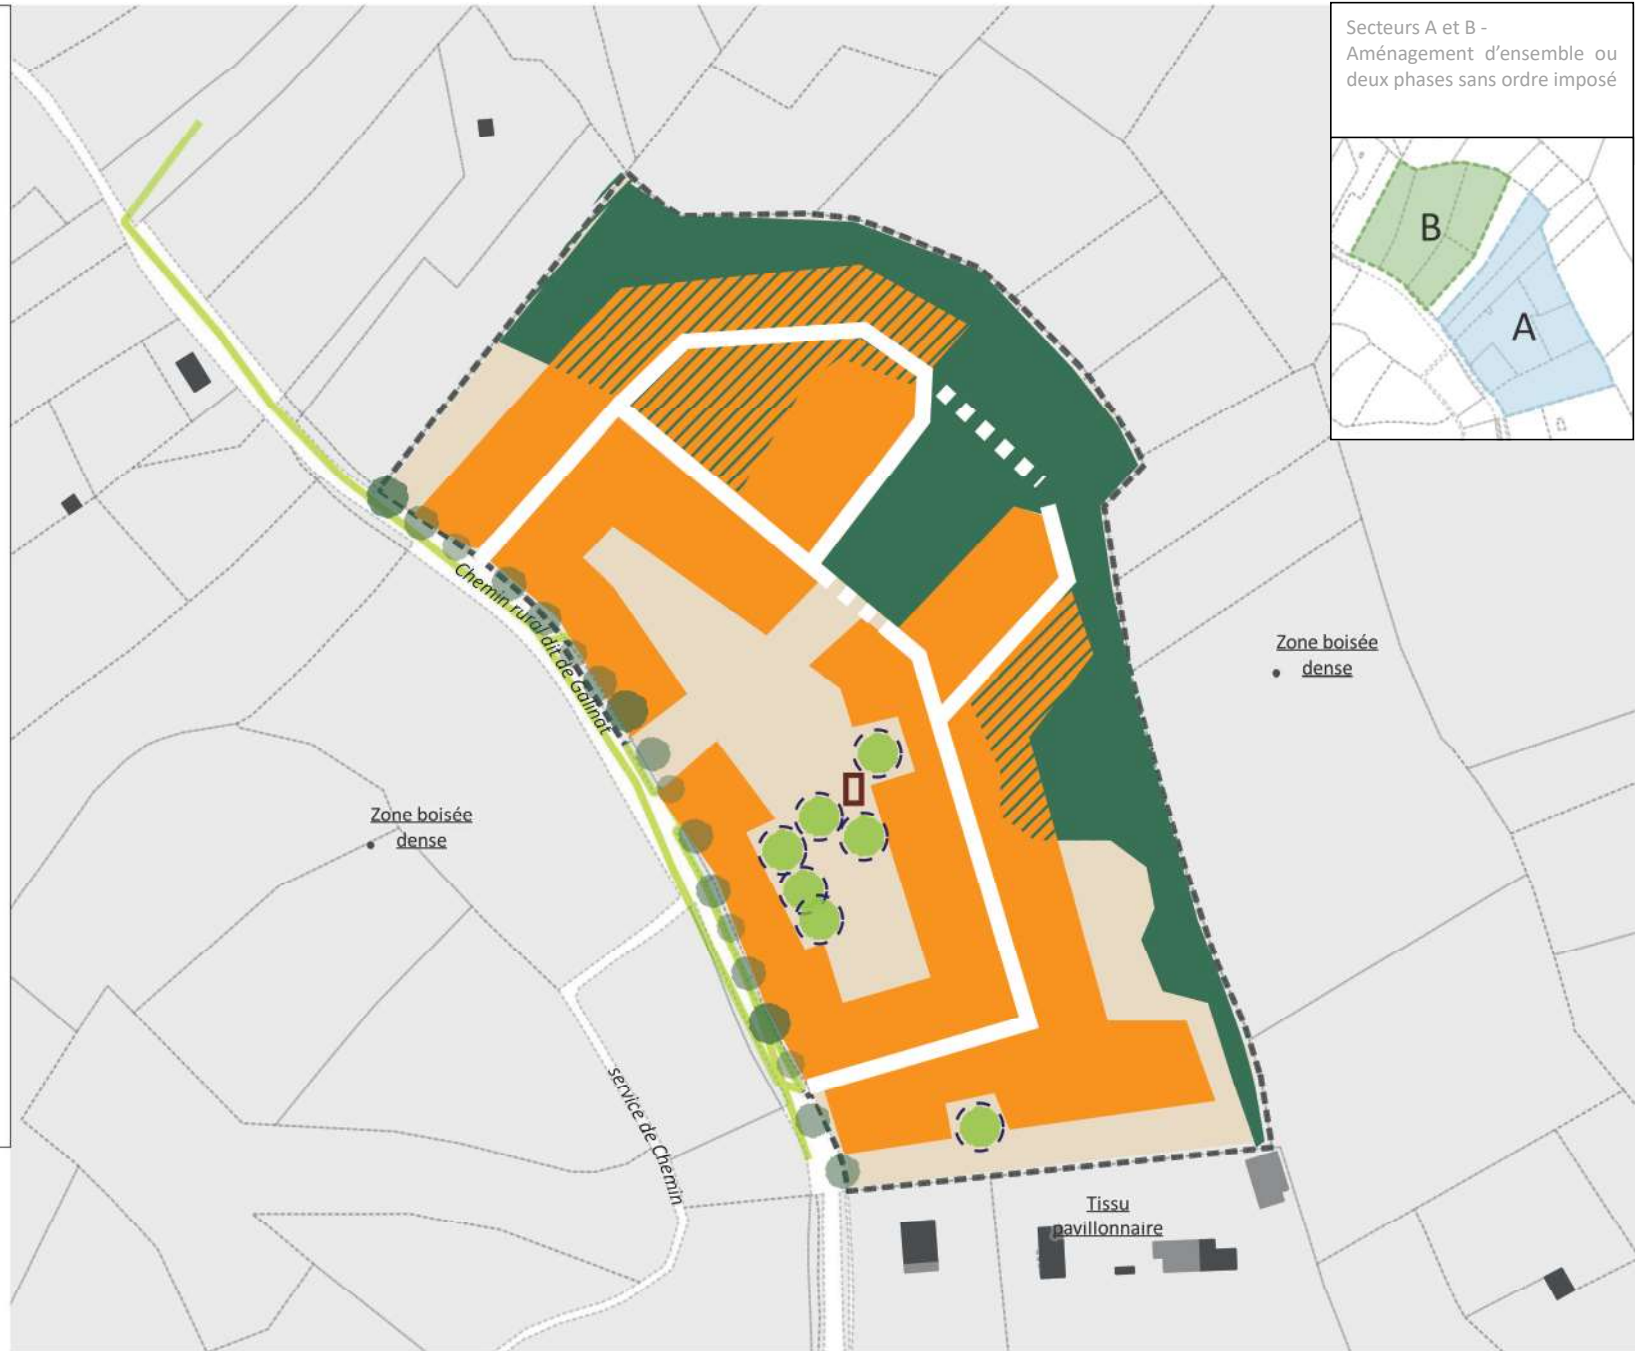 Secteurs A et B -
Aménagement d'ensemble ou
deux phases sans ordre imposé
B
A
Chemin rural dit de Galinat
Zone boisée
dense
Zone boisée
dense
service de Chemin
Tissu
pavillonnaire